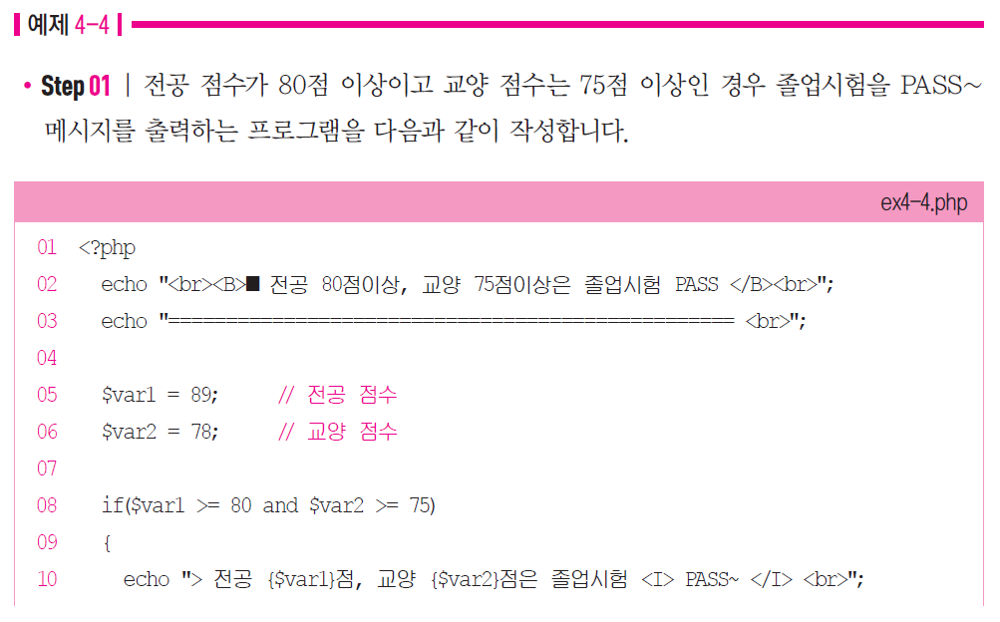 예제 4-4
• Step 01 | 전공 점수가 80점 이상이고 교양 점수는 75점 이상인 경우 졸업시험을 PASS~
메시지를 출력하는 프로그램을 다음과 같이 작성합니다.
ex4-4.php
01 <?php
02 echo "<br><B>■ 전공 80점이상, 교양 75점이상은 졸업시험 PASS </B><br>";
03 echo "================================================= <br>";
04
05 $var1 = 89; // 전공 점수
06 $var2 = 78; // 교양 점수
07
08 if($var1 >= 80 and $var2 >= 75)
09 {
10 echo "> 전공 {$var1}점, 교양 {$var2}점은 졸업시험 <I> PASS~ </I> <br>";